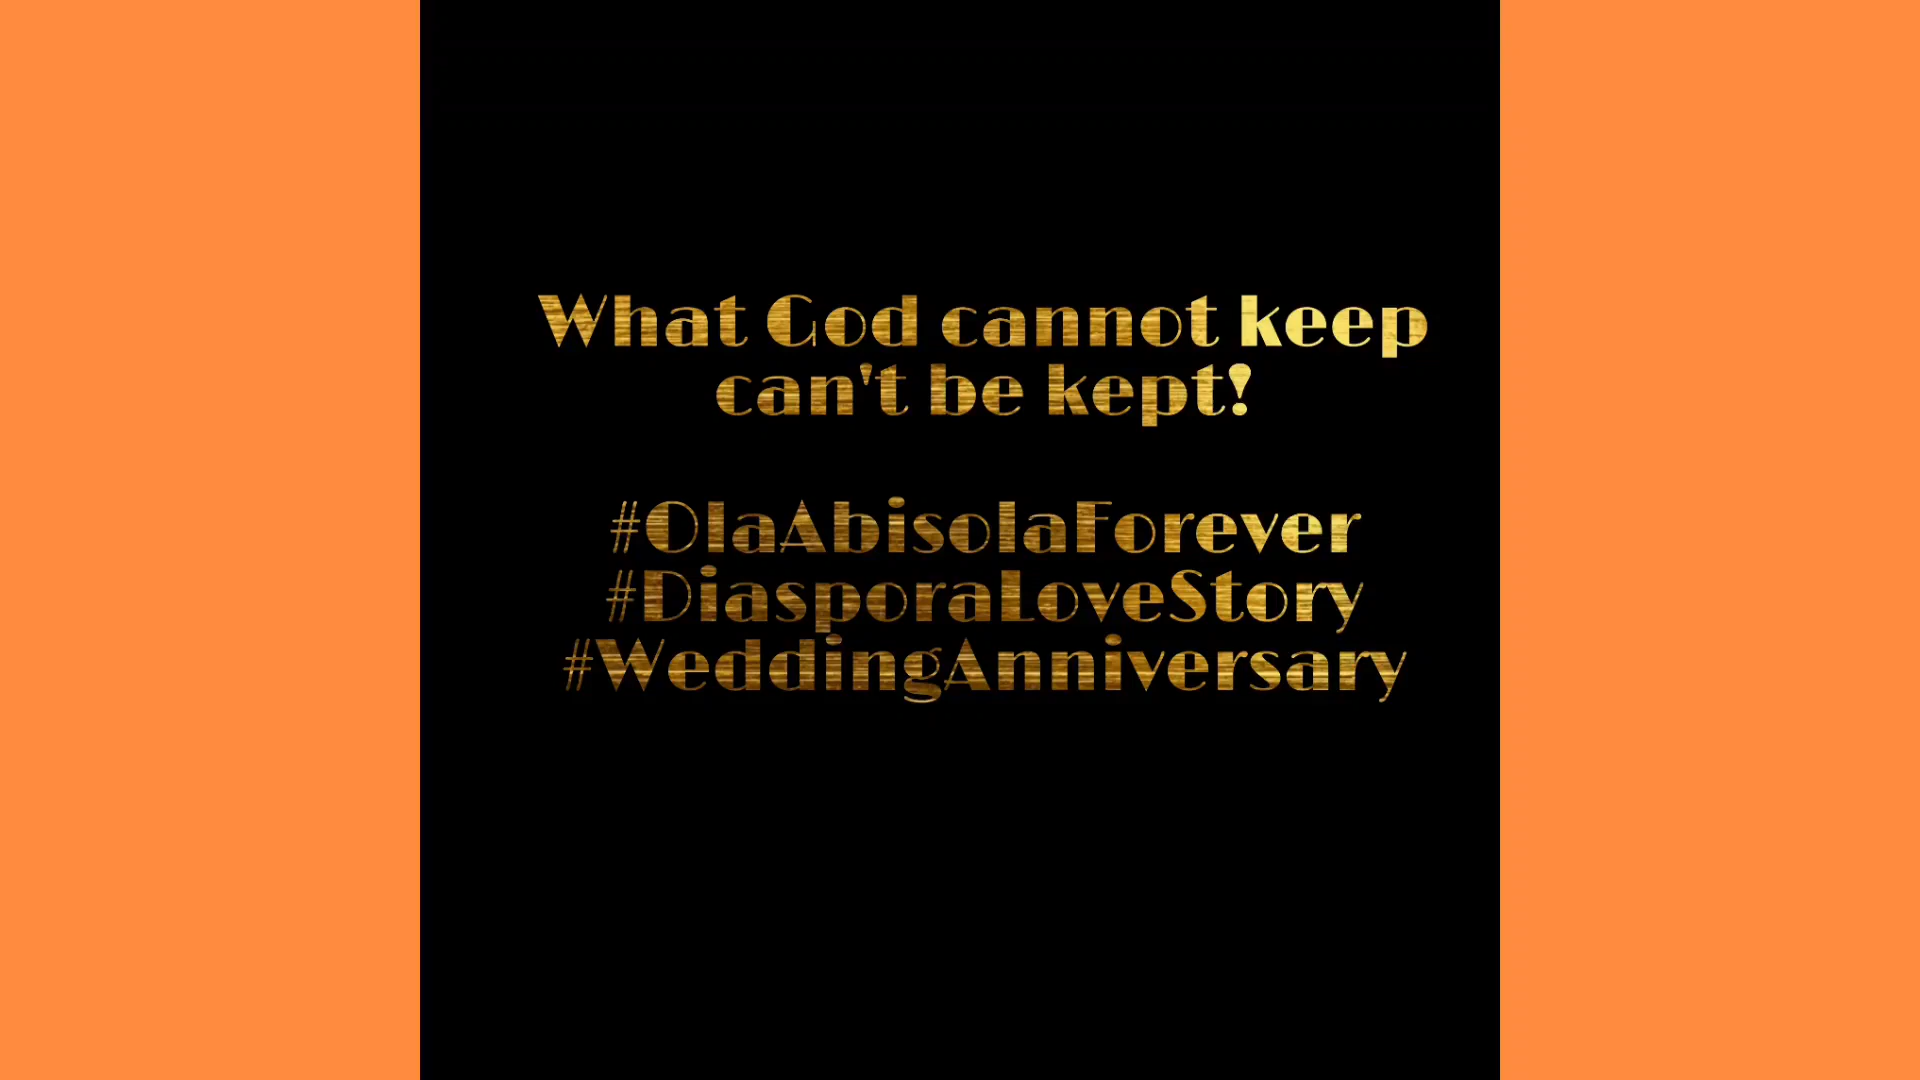 What God cannot keep
can't be kept!
#OlaAbisolaForever
#DiasporaLoveStory
#WeddingAnniversary